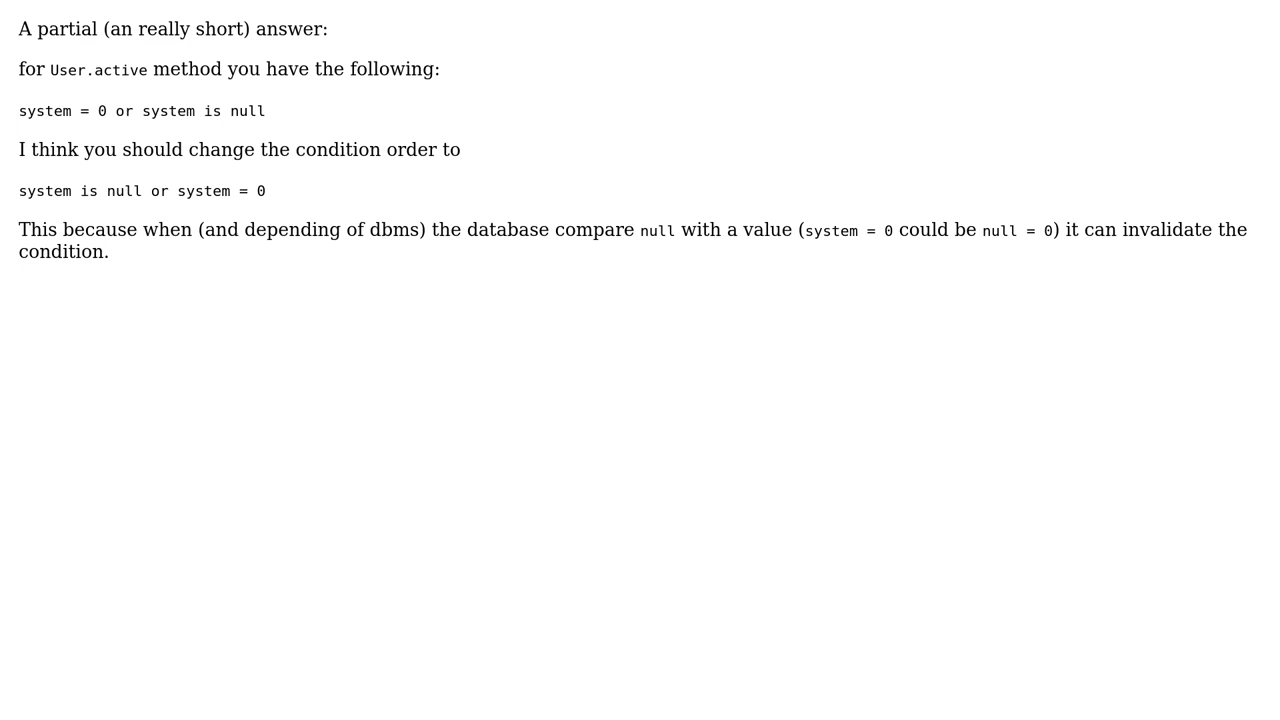 A partial (an really short) answer:
for User.active method you have the following:
system = 0 or system is null
I think you should change the condition order to
system is null or system = 0
This because when (and depending of dbms) the database compare null with a value (system = 0 could be null = 0) it can invalidate the
condition.